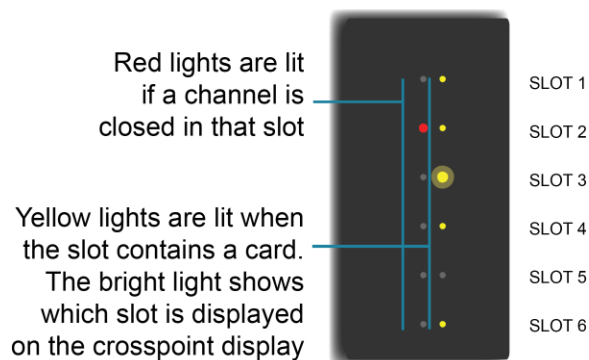 Red lights are lit
if a channel is
closed in that slot
Yellow lights are lit when
the slot contains a card.
The bright light shows
which slot is displayed
on the crosspoint display
SLOT 1
SLOT 2
SLOT 3
SLOT 4
SLOT 5
SLOT 6